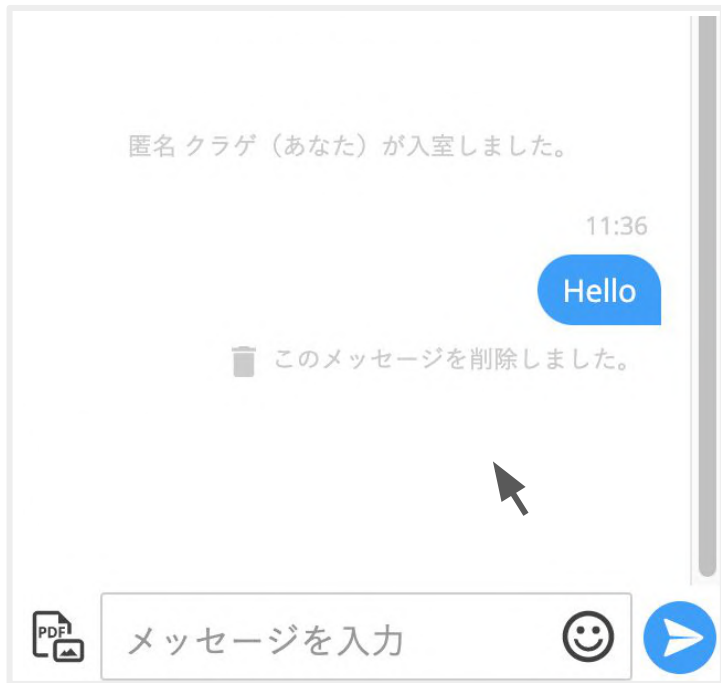 匿名 クラゲ（あなた）が入室しました。
11:36
Hello
このメッセージを削除しました。
PDF
メッセージを入力